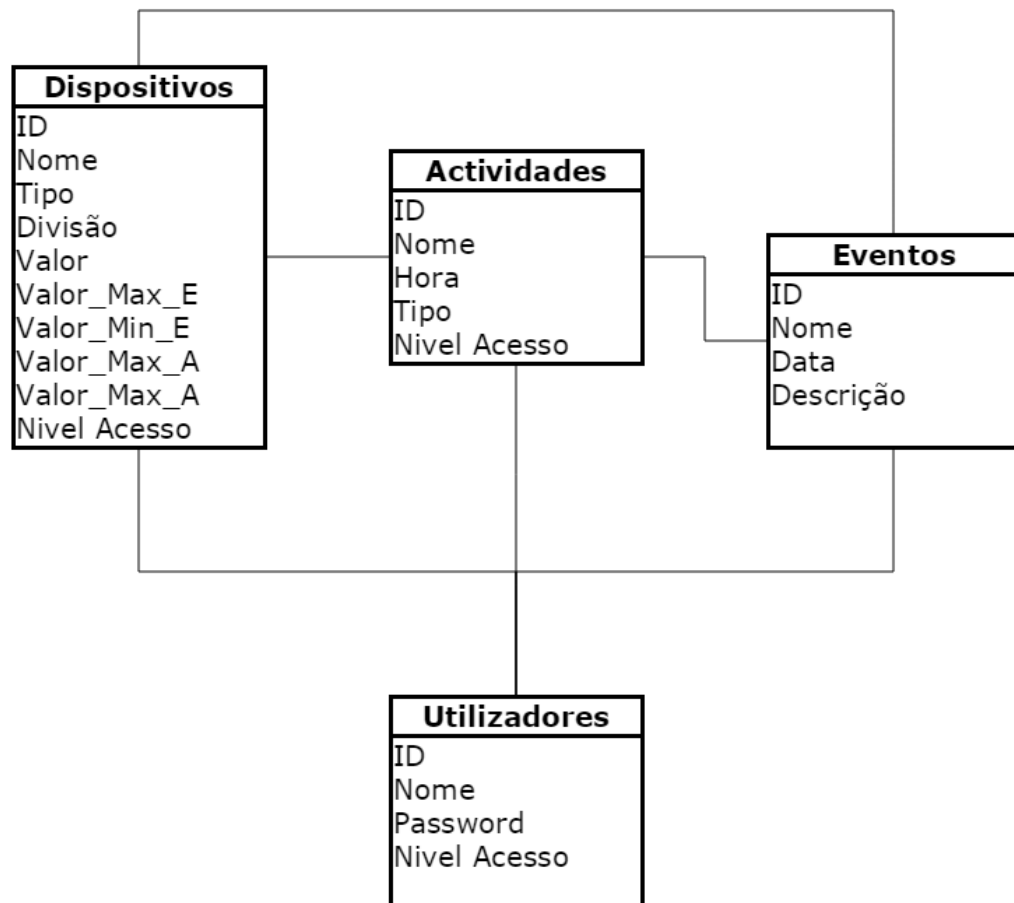 Dispositivos
ID
Nome
Tipo
Divisão
Valor
Valor_Max_E
Valor_Min_E
Valor_Max_A
Valor_Max_A
Nivel Acesso
Actividades
ID
Nome
Hora
Tipo
Nivel Acesso
Eventos
ID
Nome
Data
Descrição
Utilizadores
ID
Nome
Password
Nivel Acesso